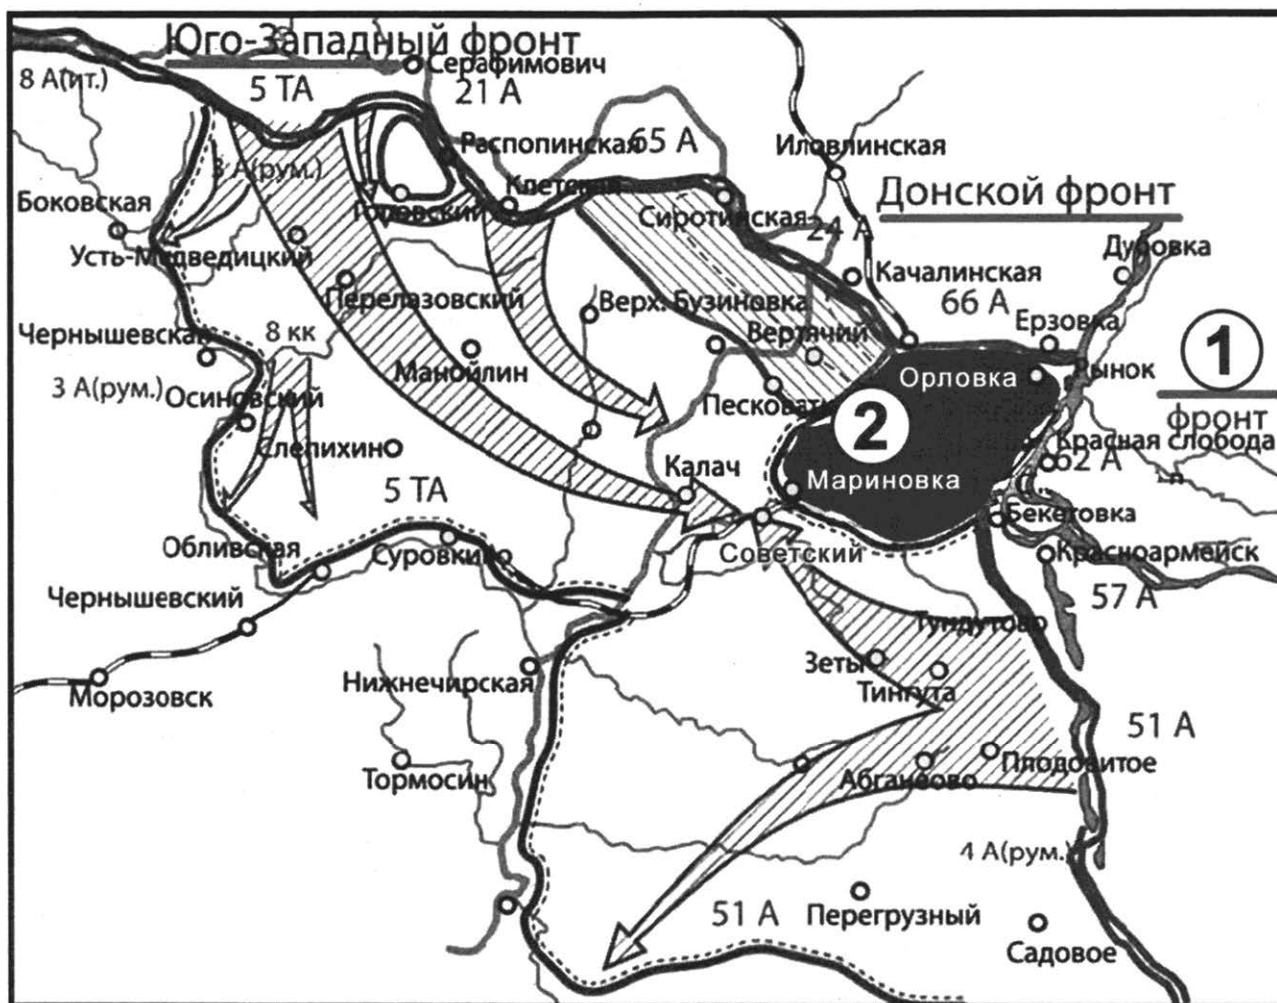 Юго-Западный фронт
Серафимович
8 А(ит.)
5 ТА
21 А
Распопинская
65 А
Иловлинская
3 А(рум.)
Клетская
Донской фронт
Боковская
Головский
Сиротинская
24 А
Дубовка
Усть-Медведицкий
Качалинская
Перелазовский
Верх. Бузиновка
66 А
Ерзовка
1
Чернышевская
8 кк
Вертячий
Манойлин
Орловка
Рынок
3 А(рум.)
Осиновский
Песковатк
2
фронт
Слепихино
Красная слобода
62 А
Калач
Мариновка
5 ТА
Бекетовка
Обливская
Суровки
Советский
Красноармейск
Чернышевский
57 А
Тундутово
Зеты
Тингута
Морозовск
Нижнечирская
51 А
Тормосин
Абганерово
Плодовитое
4 А(рум.)
51 А
Перегрузный
Садовое